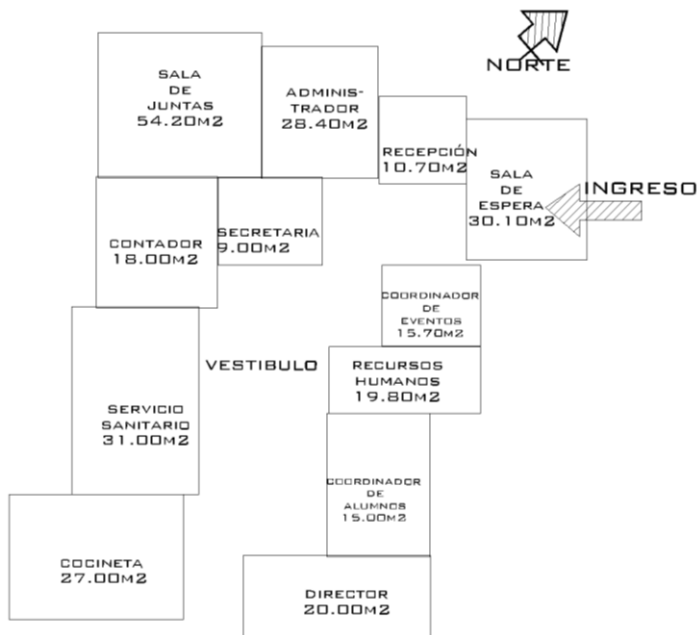 NORTE
SALA
DE
JUNTAS
54.20M2
ADMINIS-
TRADOR
28.40M2
RECEPCIÓN
10.70M2
SALA
DE
ESPERA
30.10M2
INGRESO
CONTADOR
18.00M2
SECRETARIA
9.00M2
COORDINADOR
DE
EVENTOS
15.70M2
VESTIBULO
RECURSOS
HUMANOS
19.80M2
SERVICIO
SANITARIO
31.00M2
COORDINADOR
DE
ALUMNOS
15.00M2
COCINETA
27.00M2
DIRECTOR
20.00M2